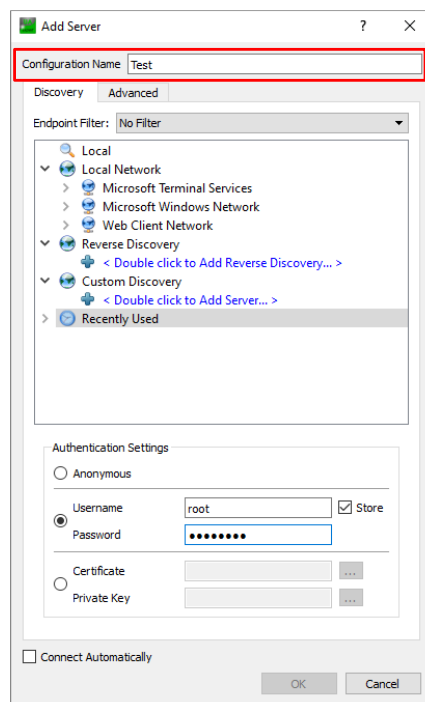 Add Server
Configuration Name Test
Discovery Advanced
Endpoint Filter: No Filter
Local
Local Network
Microsoft Terminal Services
Microsoft Windows Network
Web Client Network
Reverse Discovery
< Double click to Add Reverse Discovery... >
Custom Discovery
< Double click to Add Server... >
Recently Used
Authentication Settings
Anonymous
Username root Store
Password ●●●●●●●●
Certificate ...
Private Key ...
Connect Automatically
OK Cancel